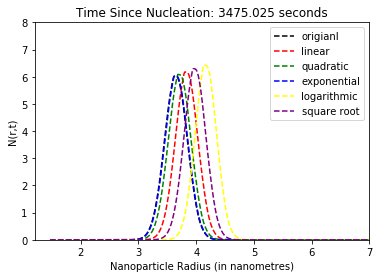 Time Since Nucleation: 3475.025 seconds
8
7
6
5
4
3
2
1
0
N(r,t)
origianl
linear
quadratic
exponential
logarithmic
square root
2 3 4 5 6 7
Nanoparticle Radius (in nanometres)